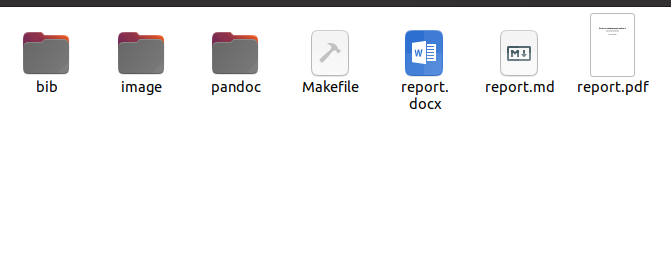 bib
image
pandoc
Makefile
report.
docx
report.md
report.pdf